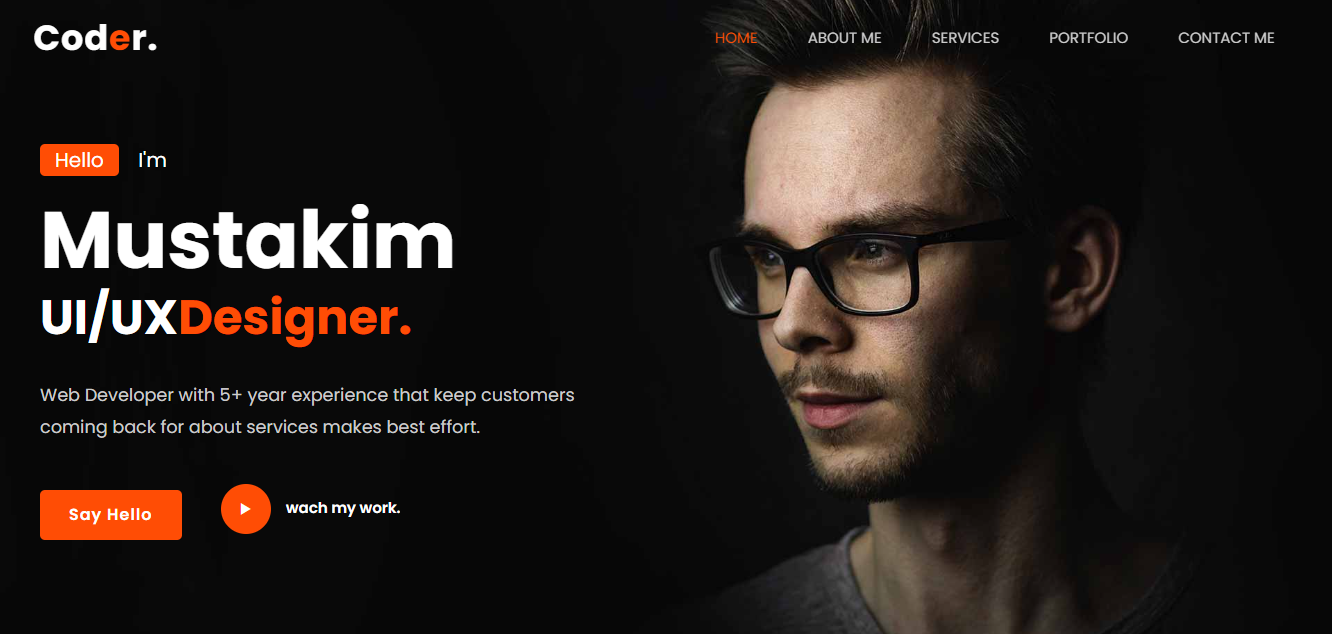 Coder.
HOME ABOUT ME SERVICES PORTFOLIO CONTACT ME
Hello I'm
Mustakim
UI/UXDesigner.
Web Developer with 5+ year experience that keep customers
coming back for about services makes best effort.
Say Hello
wach my work.